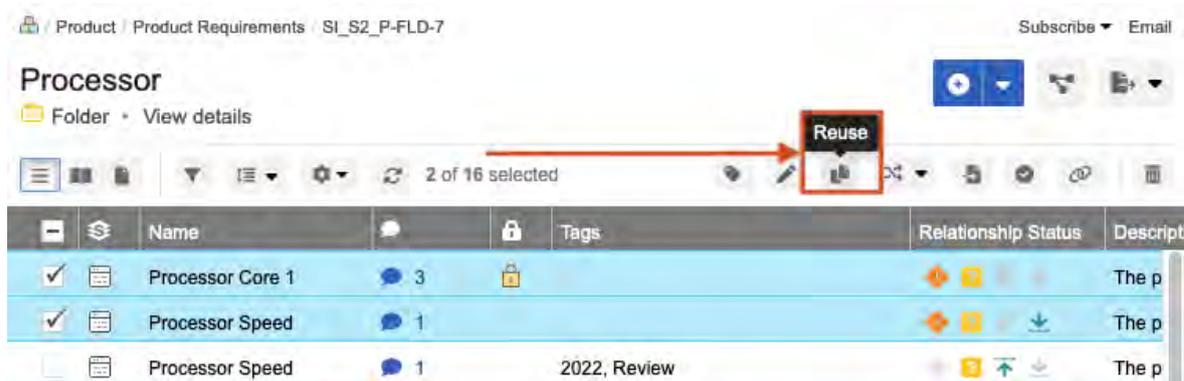 Product / Product Requirements / SI_S2_P-FLD-7 Subscribe Email
Processor
Folder • View details
Reuse
2 of 16 selected
Name Tags Relationship Status Descript
Processor Core 1 3 The p
Processor Speed 1 The p
Processor Speed 1 2022, Review The p